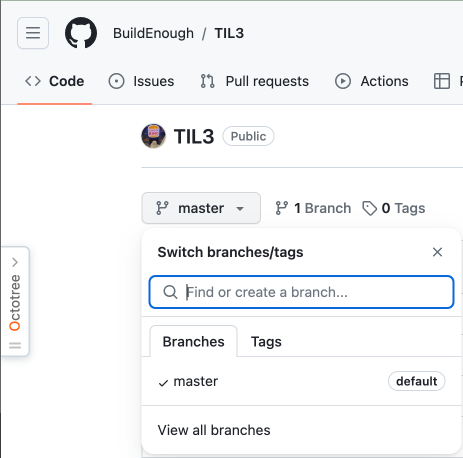 BuildEnough / TIL3
Code Issues Pull requests Actions
TIL3 Public
master 1 Branch 0 Tags
Switch branches/tags
Find or create a branch...
Branches Tags
master default
View all branches
Octotree